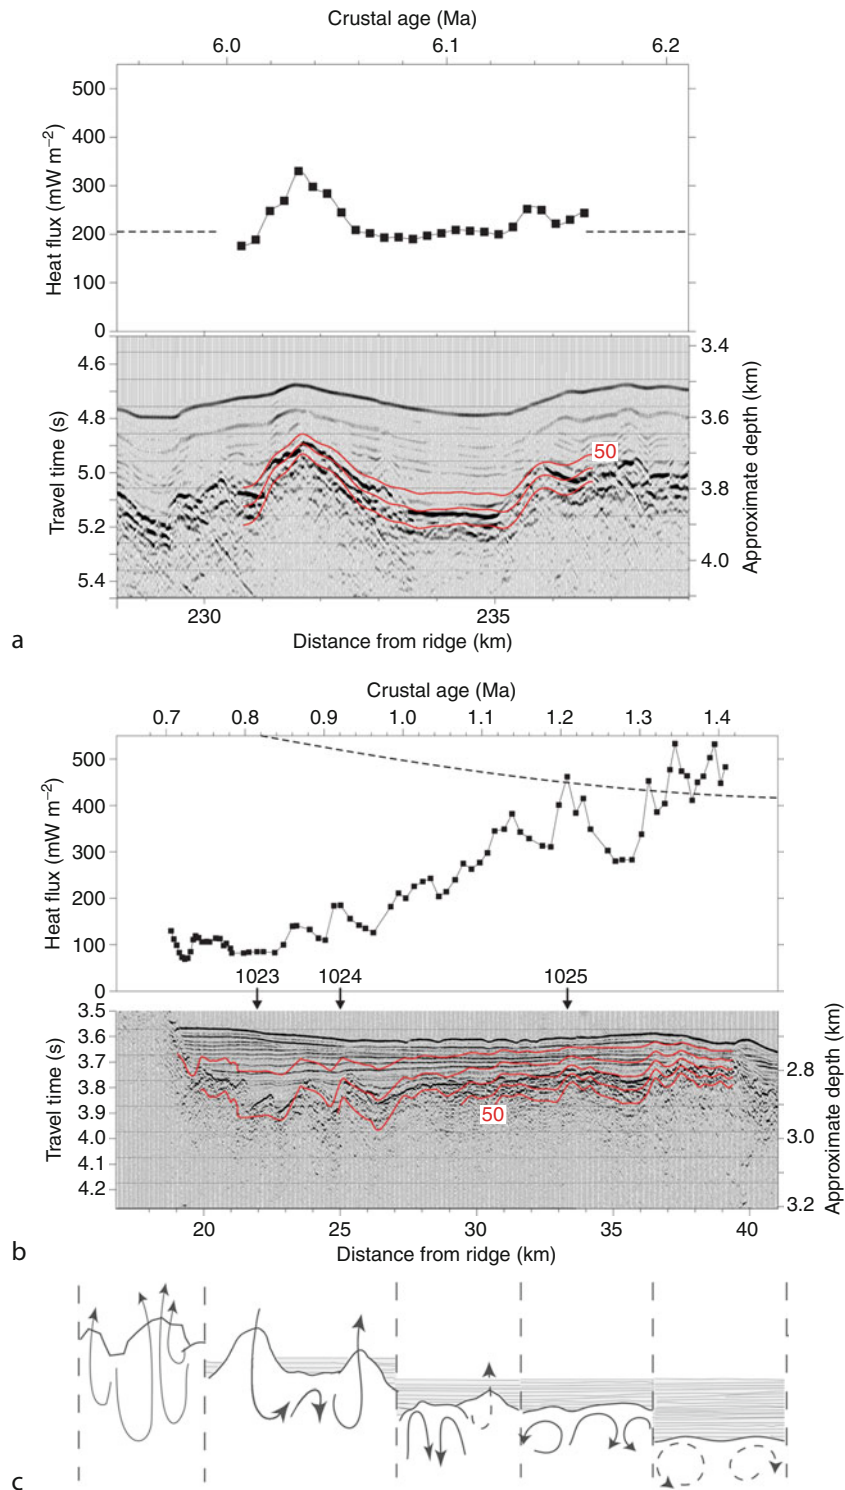 Crustal age (Ma)
6.0 6.1 6.2
Heat flux (mW m⁻²)
500
400
300
200
100
0
Travel time (s)
4.6
4.8
5.0
5.2
5.4
50
3.4
3.6
3.8
4.0
Approximate depth (km)
230 235
Distance from ridge (km)
a
Crustal age (Ma)
0.7 0.8 0.9 1.0 1.1 1.2 1.3 1.4
Heat flux (mW m⁻²)
500
400
300
200
100
0
1023 1024 1025
Travel time (s)
3.5
3.6
3.7
3.8
3.9
4.0
4.1
4.2
50
2.8
3.0
3.2
Approximate depth (km)
20 25 30 35 40
Distance from ridge (km)
b
c